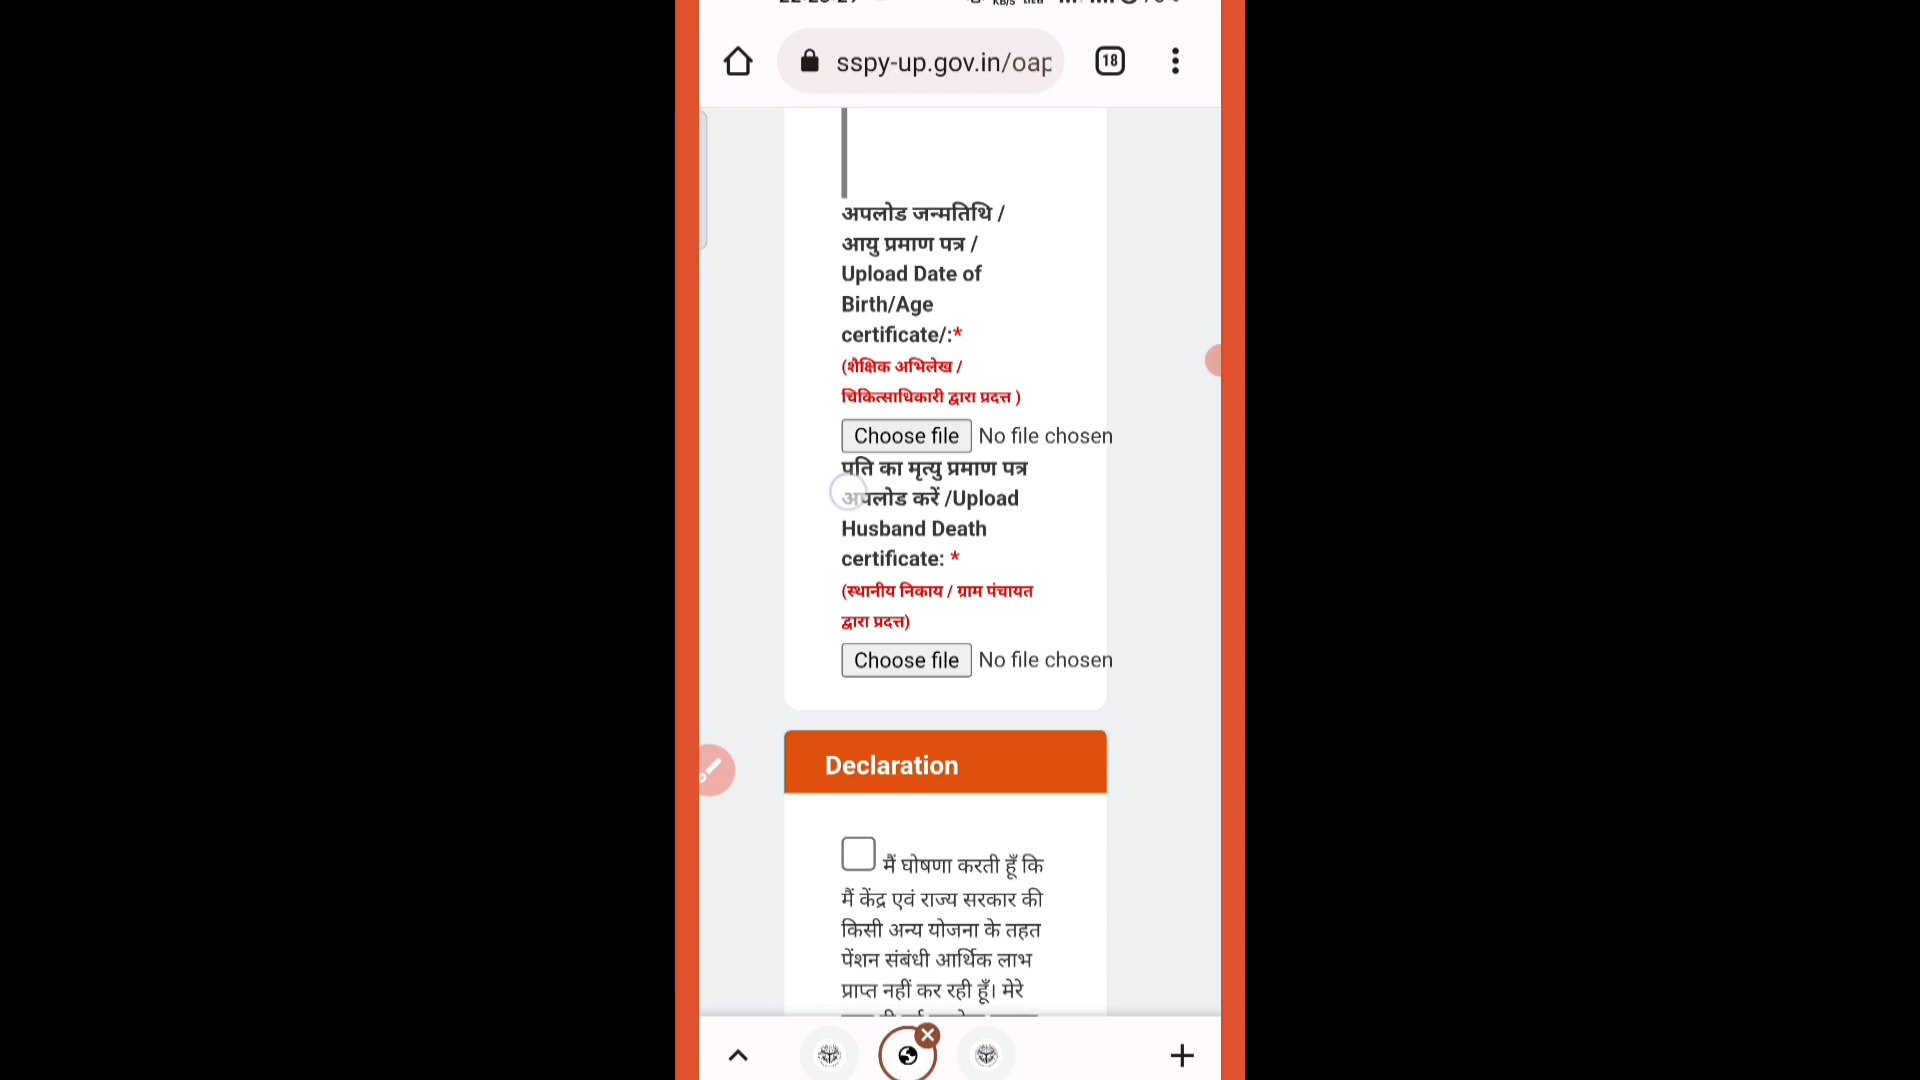 sspy-up.gov.in/oap
18
अपलोड जन्मतिथि /
आयु प्रमाण पत्र /
Upload Date of
Birth/Age
certificate/:*
(शैक्षिक अभिलेख /
चिकित्साधिकारी द्वारा प्रदत्त )
Choose file No file chosen
पति का मृत्यु प्रमाण पत्र
अपलोड करें /Upload
Husband Death
certificate: *
(स्थानीय निकाय / ग्राम पंचायत
द्वारा प्रदत्त)
Choose file No file chosen
Declaration
मैं घोषणा करती हूँ कि
मैं केंद्र एवं राज्य सरकार की
किसी अन्य योजना के तहत
पेंशन संबंधी आर्थिक लाभ
प्राप्त नहीं कर रही हूँ। मेरे